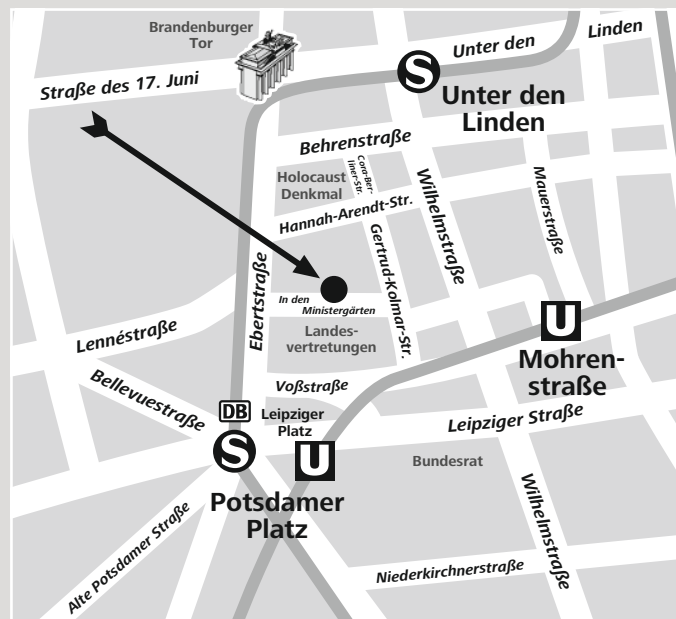 Brandenburger
Tor
Unter den
Linden
Straße des 17. Juni
S
Unter den
Linden
Behrenstraße
Cora-Ber-
liner-Str.
Holocaust
Denkmal
Wilhelmstraße
Mauerstraße
Hannah-Arendt-Str.
Gertrud-Kolmar-Str.
Ebertstraße
In den
Ministergärten
Lennéstraße
Landes-
vertretungen
U
Mohren-
straße
Bellevuestraße
Voßstraße
DB
Leipziger
Platz
Leipziger Straße
S
U
Bundesrat
Potsdamer
Platz
Wilhelmstraße
Alte Potsdamer Straße
Niederkirchnerstraße